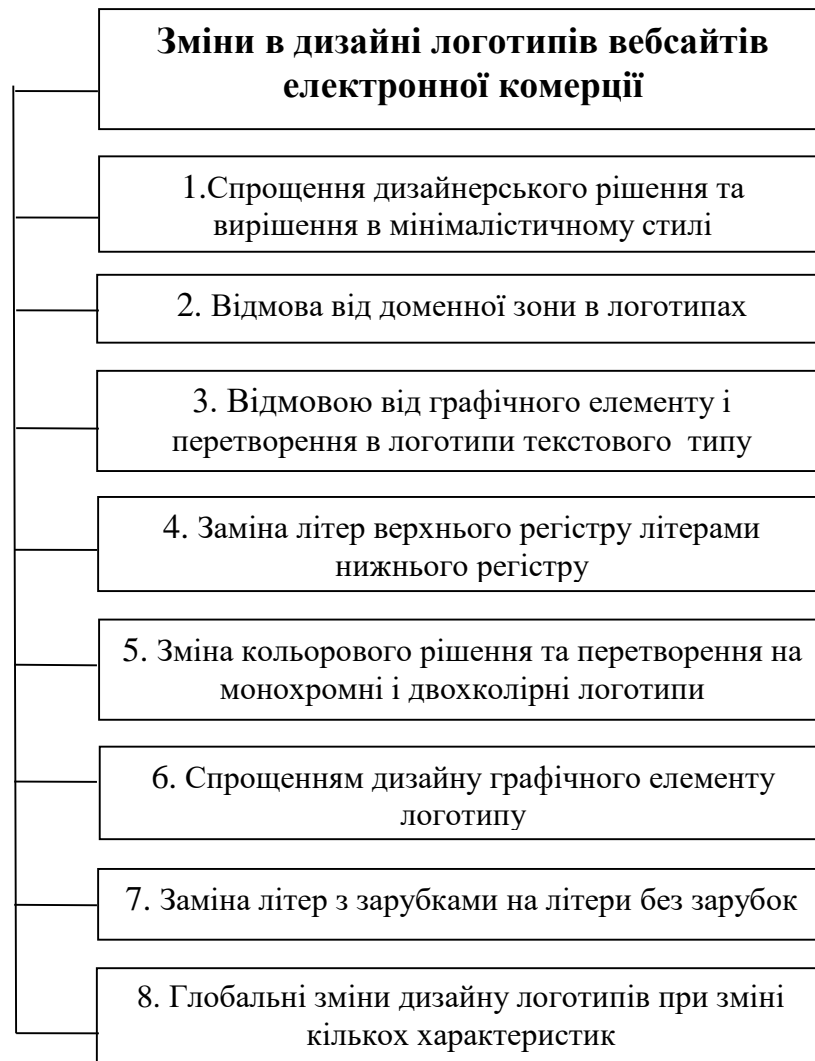 Зміни в дизайні логотипів вебсайтів
електронної комерції
1.Спрощення дизайнерського рішення та
вирішення в мінімалістичному стилі
2. Відмова від доменної зони в логотипах
3. Відмовою від графічного елементу і
перетворення в логотипи текстового типу
4. Заміна літер верхнього регістру літерами
нижнього регістру
5. Зміна кольорового рішення та перетворення на
монохромні і двохколірні логотипи
6. Спрощенням дизайну графічного елементу
логотипу
7. Заміна літер з зарубками на літери без зарубок
8. Глобальні зміни дизайну логотипів при зміні
кількох характеристик